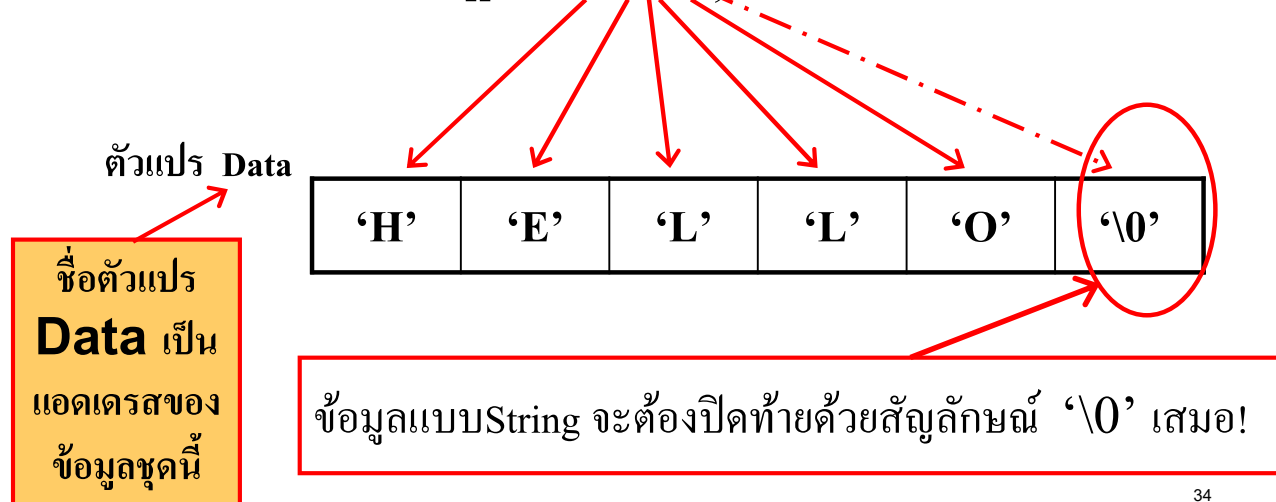 ตัวแปร Data
‘H’ ‘E’ ‘L’ ‘L’ ‘O’ ‘\0’
ชื่อตัวแปร
Data เป็น
แอดเดรสของ
ข้อมูลชุดนี้
ข้อมูลแบบString จะต้องปิดท้ายด้วยสัญลักษณ์ ‘\0’ เสมอ!
34